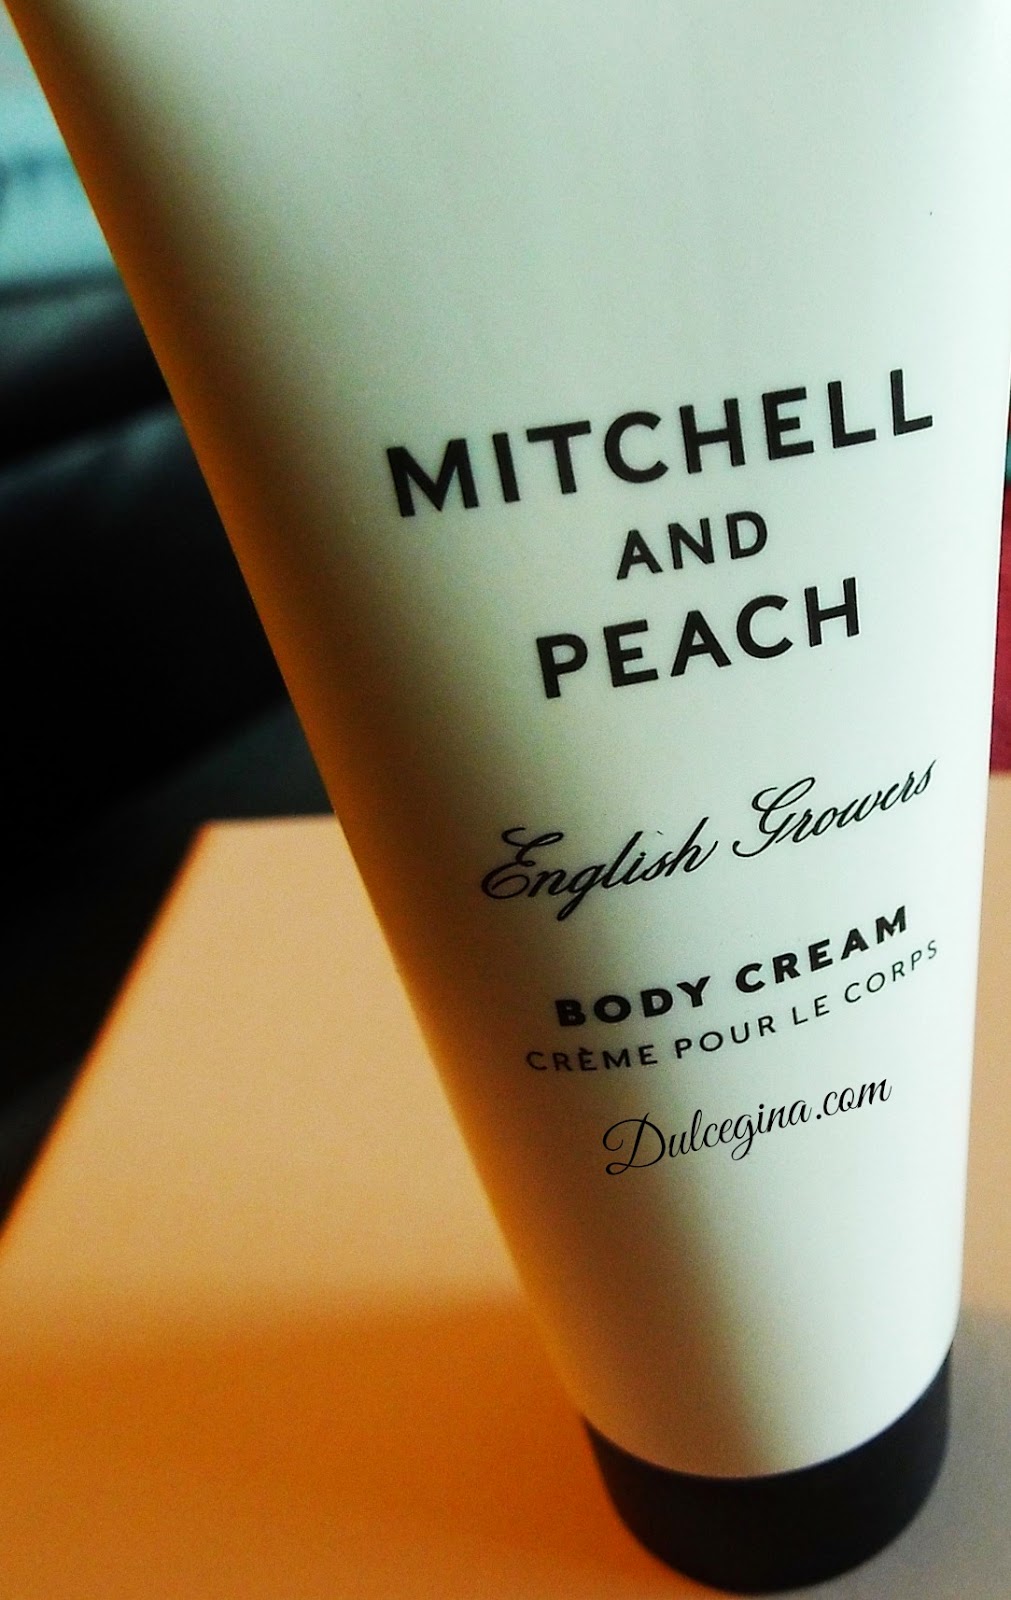 MITCHELL
AND
PEACH
English Growers
BODY CREAM
CRÈME POUR LE CORPS
Dulcegina.com